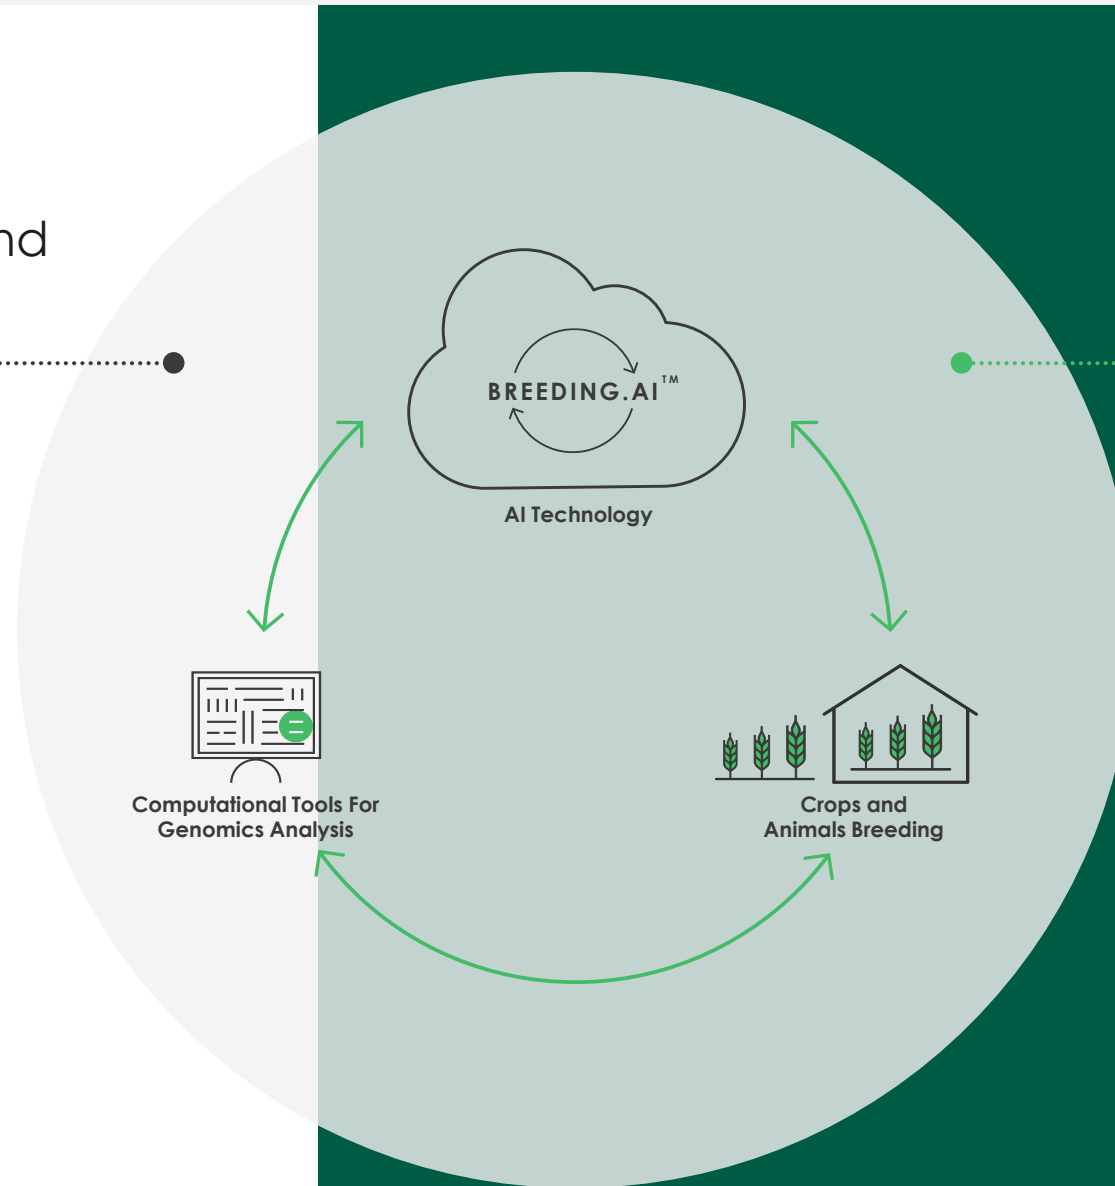 nd
BREEDING.AI™
AI Technology
Computational Tools For
Genomics Analysis
Crops and
Animals Breeding